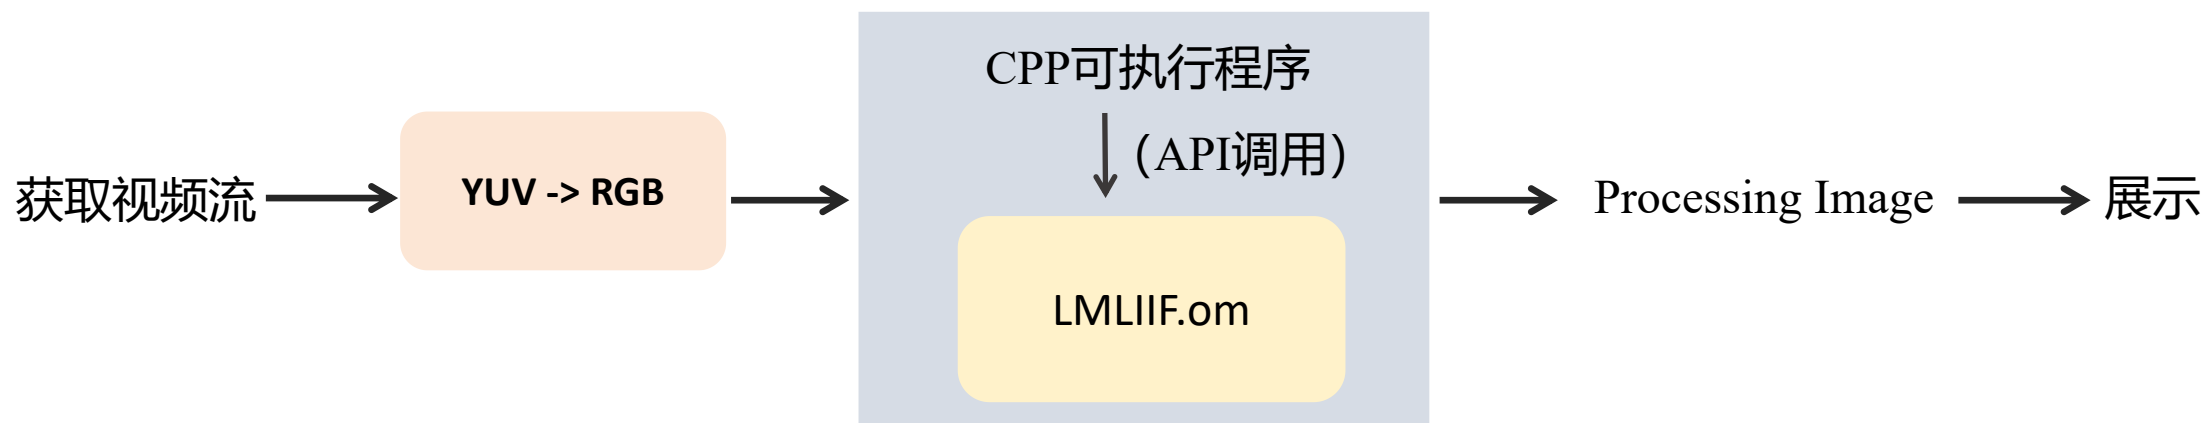 获取视频流
YUV -> RGB
CPP可执行程序
（API调用）
LMLIIF.om
Processing Image
展示